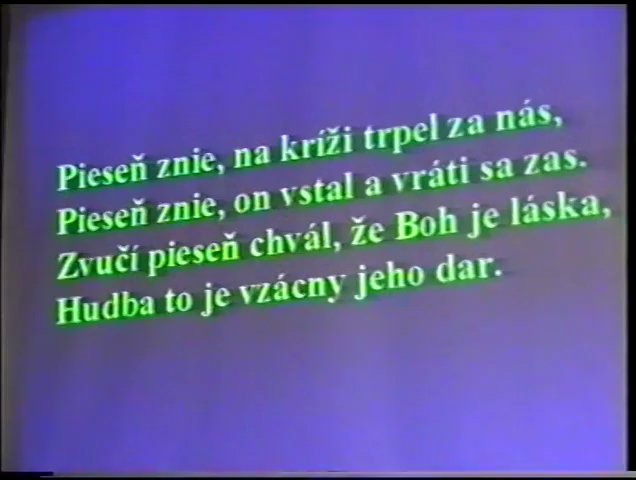 Pieseň znie, na kríži trpel za nás,
Pieseň znie, on vstal a vráti sa zas.
Zvučí pieseň chvál, že Boh je láska,
Hudba to je vzácny jeho dar.